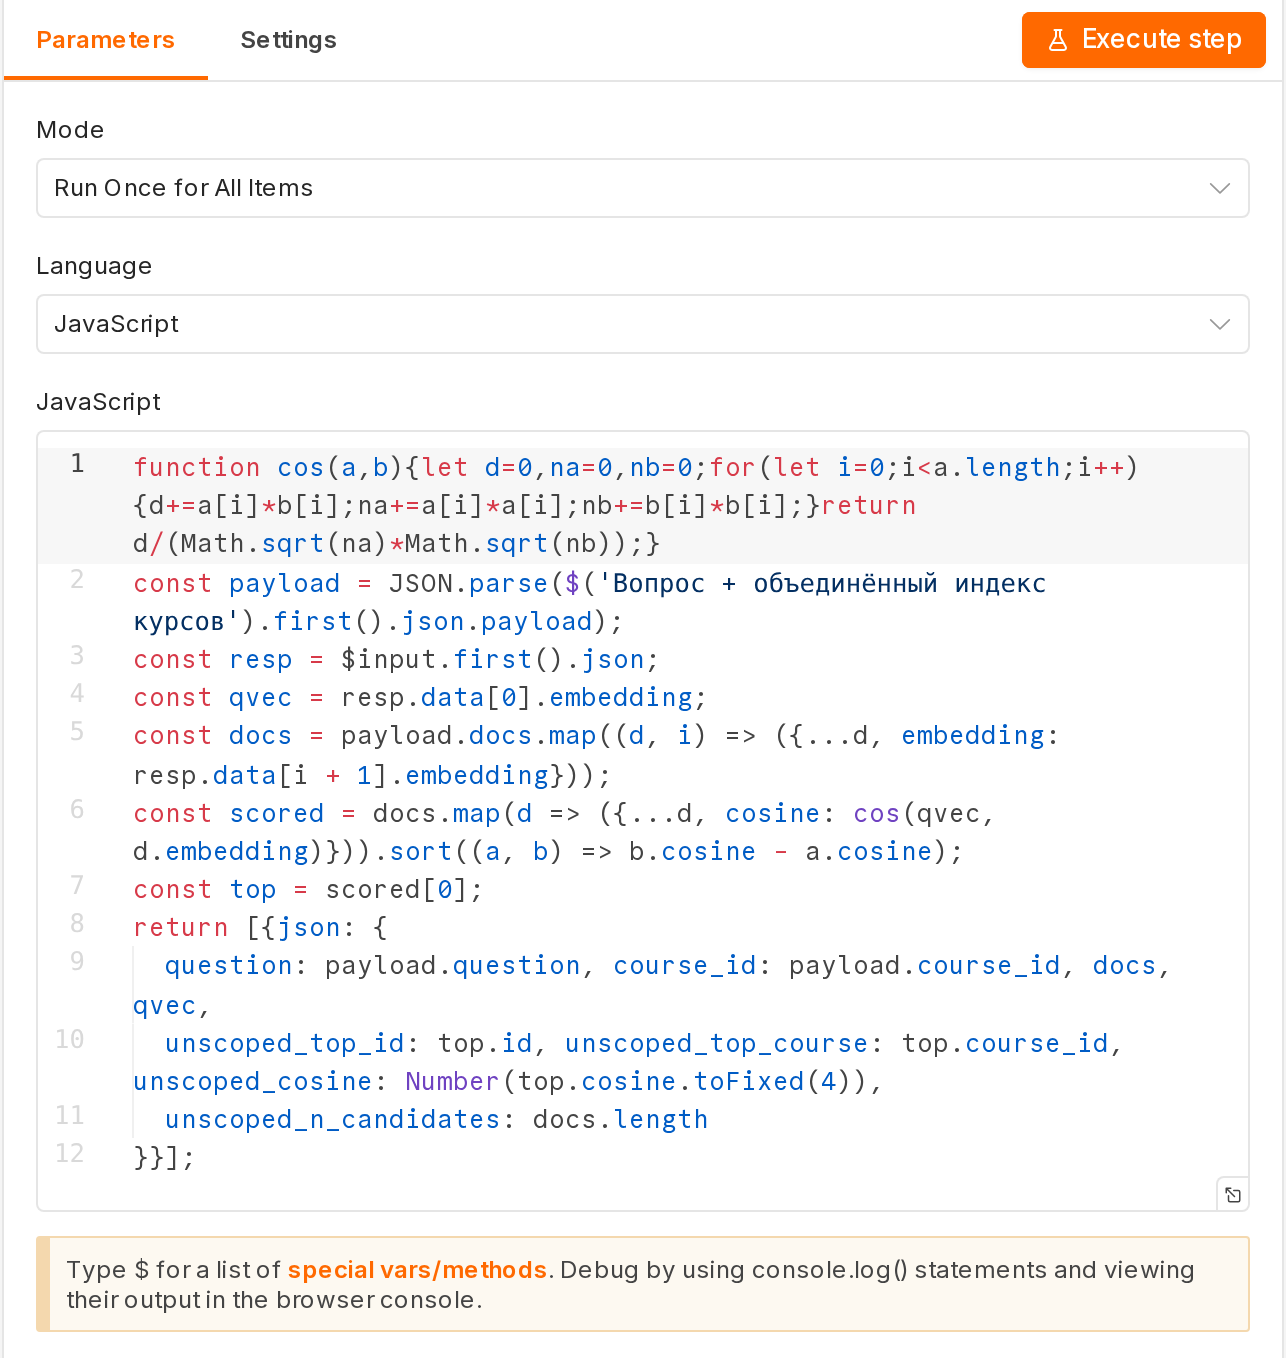 Parameters
Settings
Execute step
Mode
Run Once for All Items
Language
JavaScript
JavaScript
1 function cos(a,b){let d=0,na=0,nb=0;for(let i=0;i<a.length;i++)
{d+=a[i]*b[i];na+=a[i]*a[i];nb+=b[i]*b[i];}return
d/(Math.sqrt(na)*Math.sqrt(nb));}
2 const payload = JSON.parse($('Вопрос + объединённый индекс
курсов').first().json.payload);
3 const resp = $input.first().json;
4 const qvec = resp.data[0].embedding;
5 const docs = payload.docs.map((d, i) => ({...d, embedding:
resp.data[i + 1].embedding}));
6 const scored = docs.map(d => ({...d, cosine: cos(qvec,
d.embedding)})).sort((a, b) => b.cosine - a.cosine);
7 const top = scored[0];
8 return [{json: {
9   question: payload.question, course_id: payload.course_id, docs,
qvec,
10   unscoped_top_id: top.id, unscoped_top_course: top.course_id,
unscoped_cosine: Number(top.cosine.toFixed(4)),
11   unscoped_n_candidates: docs.length
12 }}];
Type $ for a list of special vars/methods. Debug by using console.log() statements and viewing
their output in the browser console.